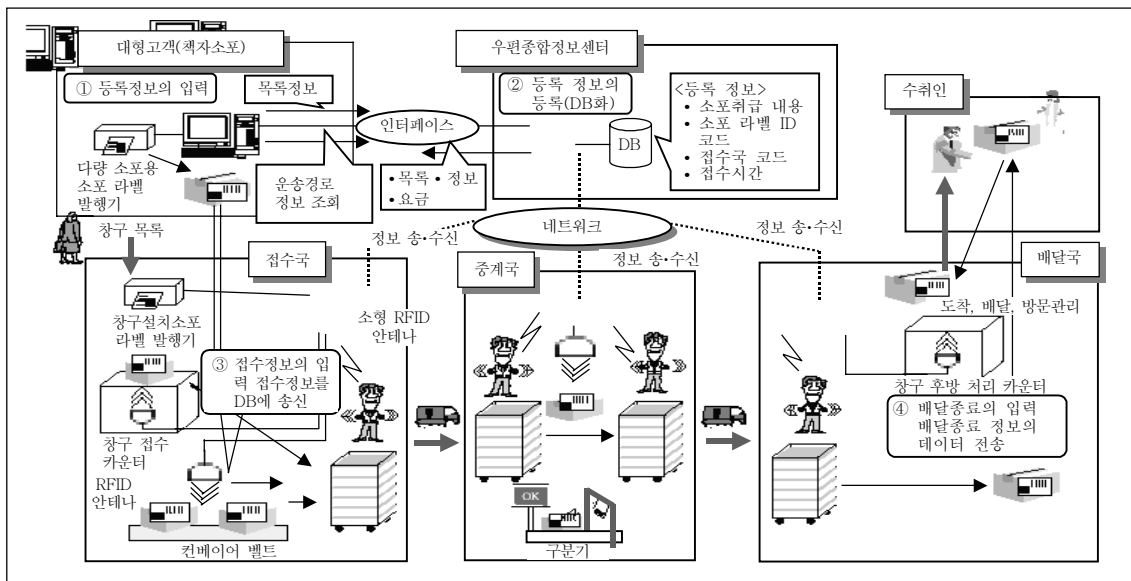 대형고객(책자소포)
① 등록정보의 입력
목록정보
다량 소포용
소포 라벨
발행기
운송경로
정보 조회
인터페이스
• 목록 • 정보
• 요금
우편종합정보센터
② 등록 정보의
등록(DB화)
DB
<등록 정보>
• 소포취급 내용
• 소포 라벨 ID
코드
• 접수국 코드
• 접수시간
수취인
네트워크
정보 송•수신
정보 송•수신
정보 송•수신
창구 목록
접수국
창구설치소포
라벨 발행기
소형 RFID
안테나
③ 접수정보의 입
력 접수정보를
DB에 송신
창구 접수
카운터
RFID
안테나
컨베이어 벨트
중계국
OK
구분기
배달국
도착, 배달, 방문관리
창구 후방 처리 카운터
④ 배달종료의 입력
배달종료 정보의
데이터 전송